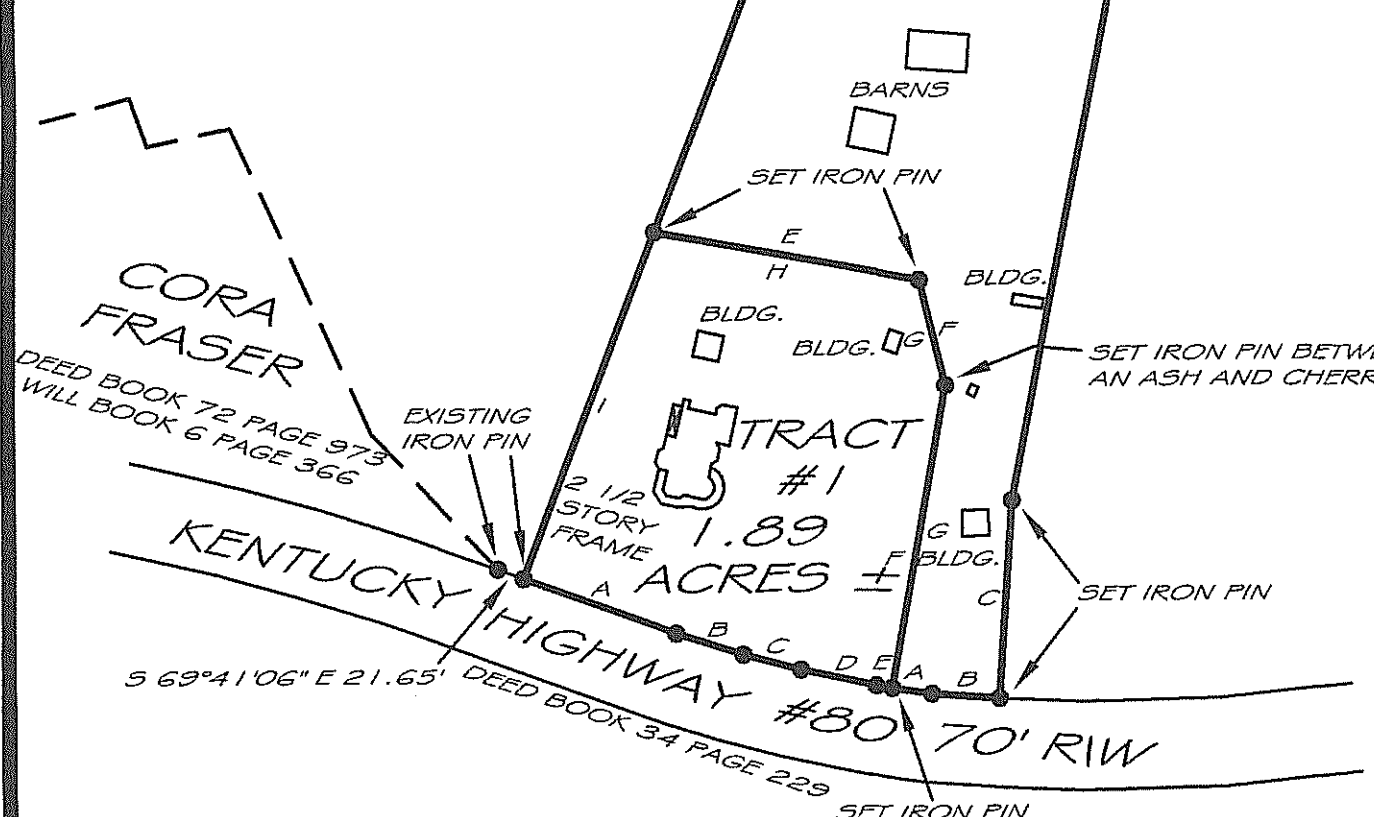 BARNS
SET IRON PIN
E
H
CORA
FRASER
DEED BOOK 72 PAGE 973
WILL BOOK 6 PAGE 366
BLDG.
BLDG.
BLDG.
G
F
SET IRON PIN BETWE
AN ASH AND CHERR
EXISTING
IRON PIN
I
TRACT
#1
1.89
ACRES ±
2 1/2
STORY
FRAME
F
G
BLDG.
C
SET IRON PIN
A
B
C
D
E
A
B
KENTUCKY HIGHWAY #80 70' R/W
S 69°41'06" E 21.65'
DEED BOOK 34 PAGE 229
SET IRON PIN